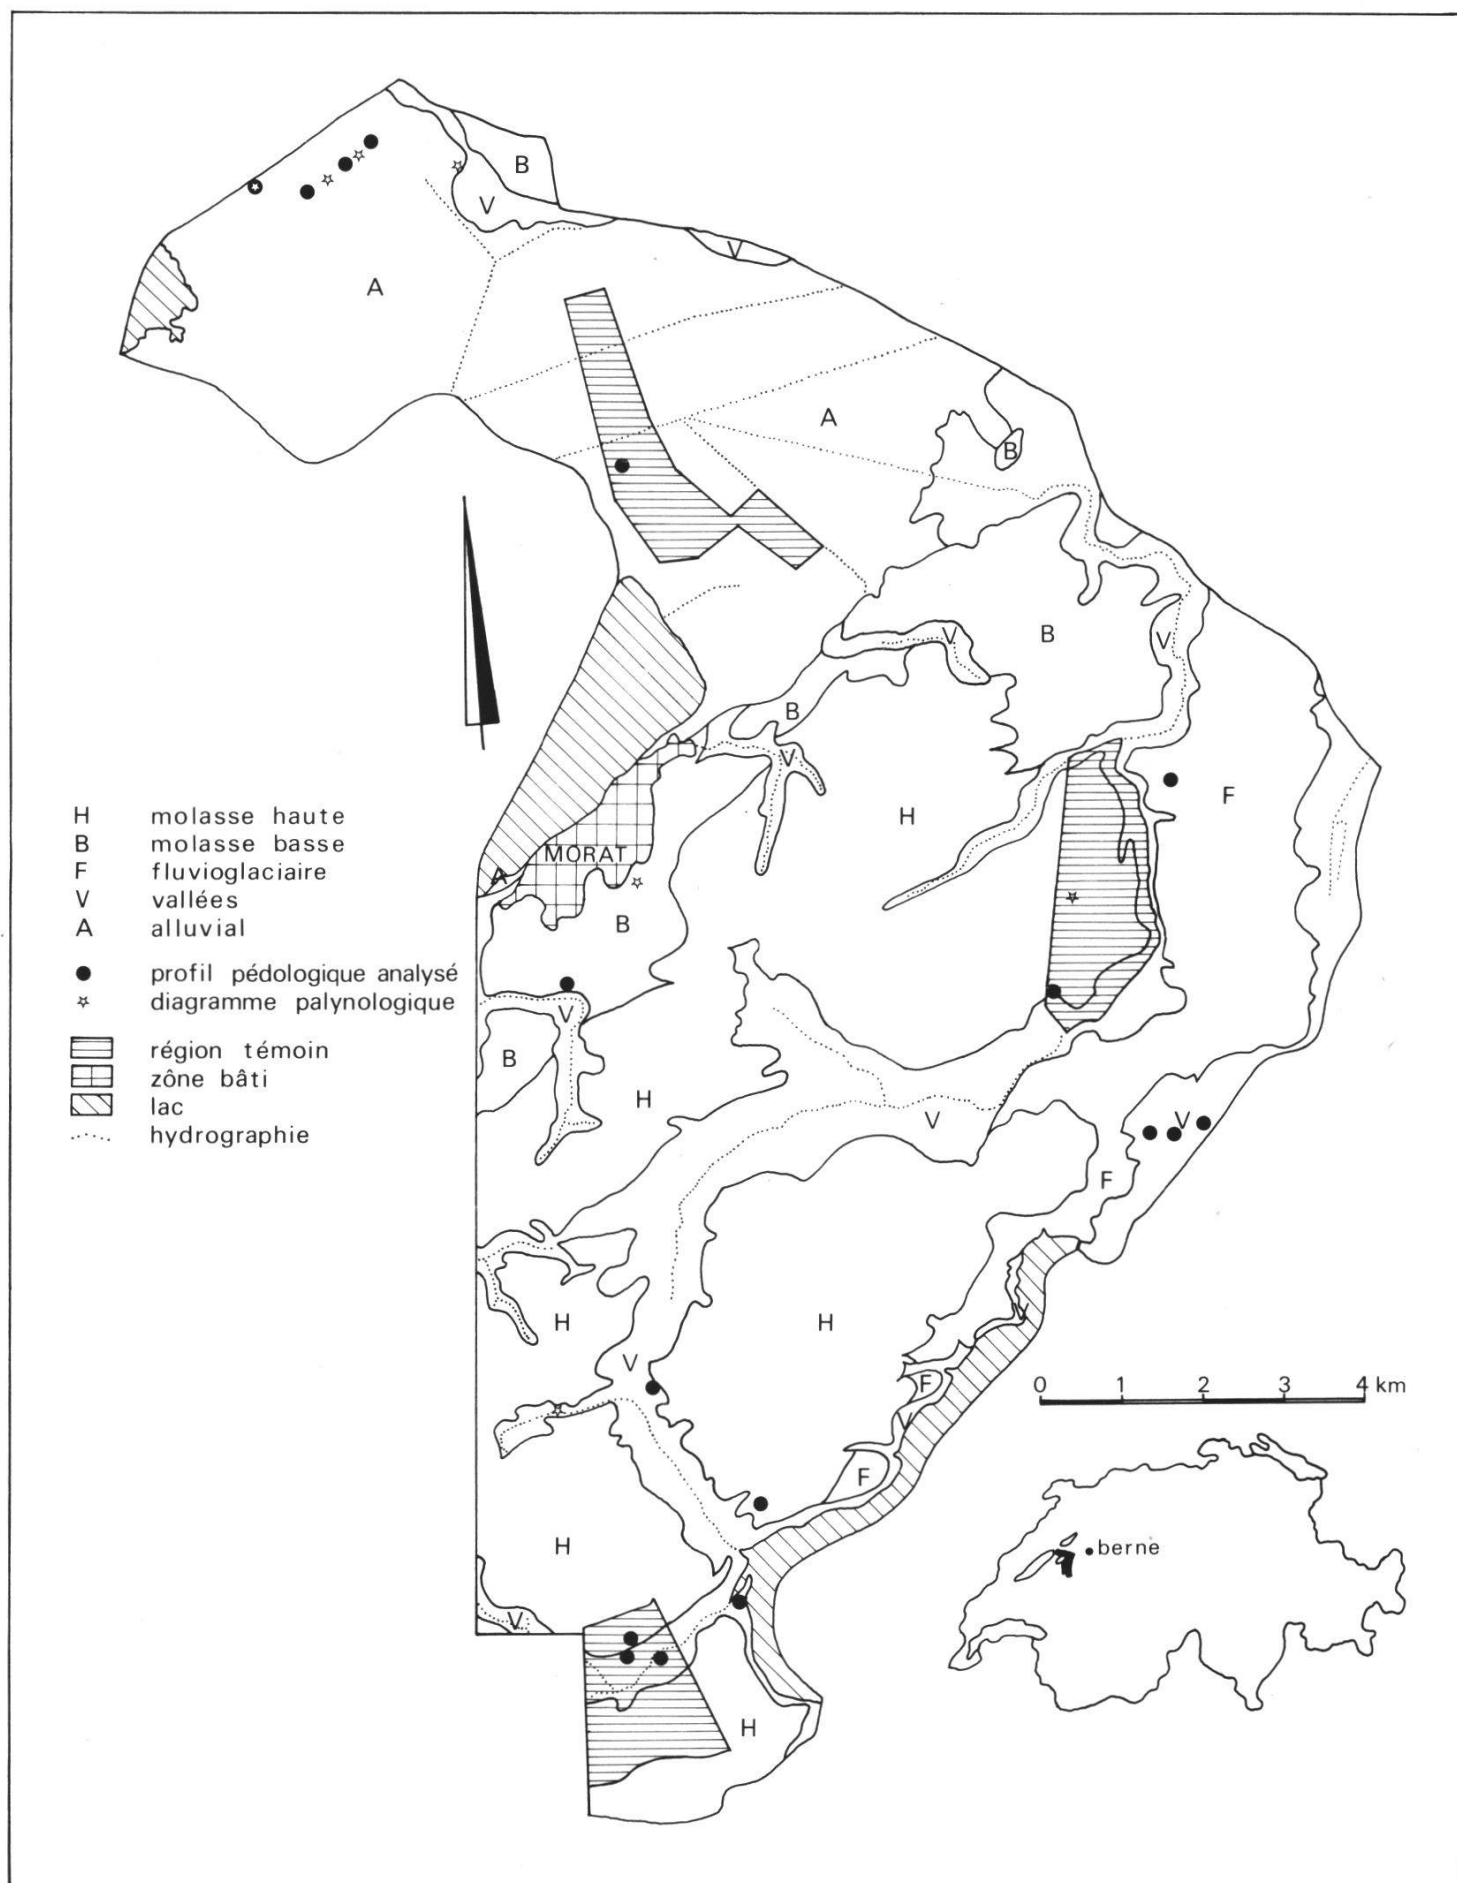 B
V
V
A
A
B
B
V
V
B
V
F
H
MORAT
A
B
H molasse haute
B molasse basse
F fluvioglaciaire
V vallées
A alluvial
profil pédologique analysé
diagramme palynologique
région témoin
zône bâti
lac
hydrographie
V
B
H
V
V
F
H
H
V
V
F
V
F
0 1 2 3 4 km
H
berne
V
H